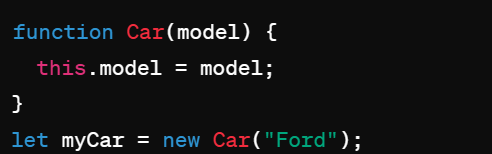 function Car(model) {
  this.model = model;
}
let myCar = new Car("Ford");